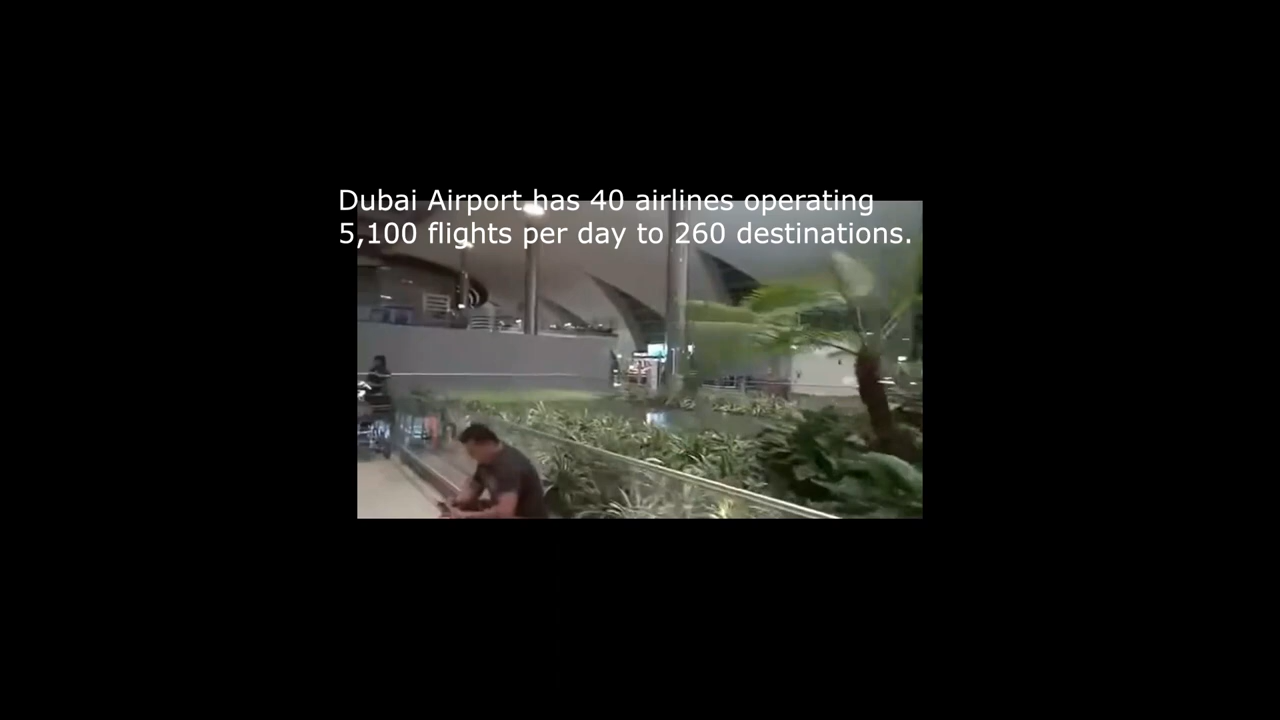 Dubai Airport has 40 airlines operating
5,100 flights per day to 260 destinations.